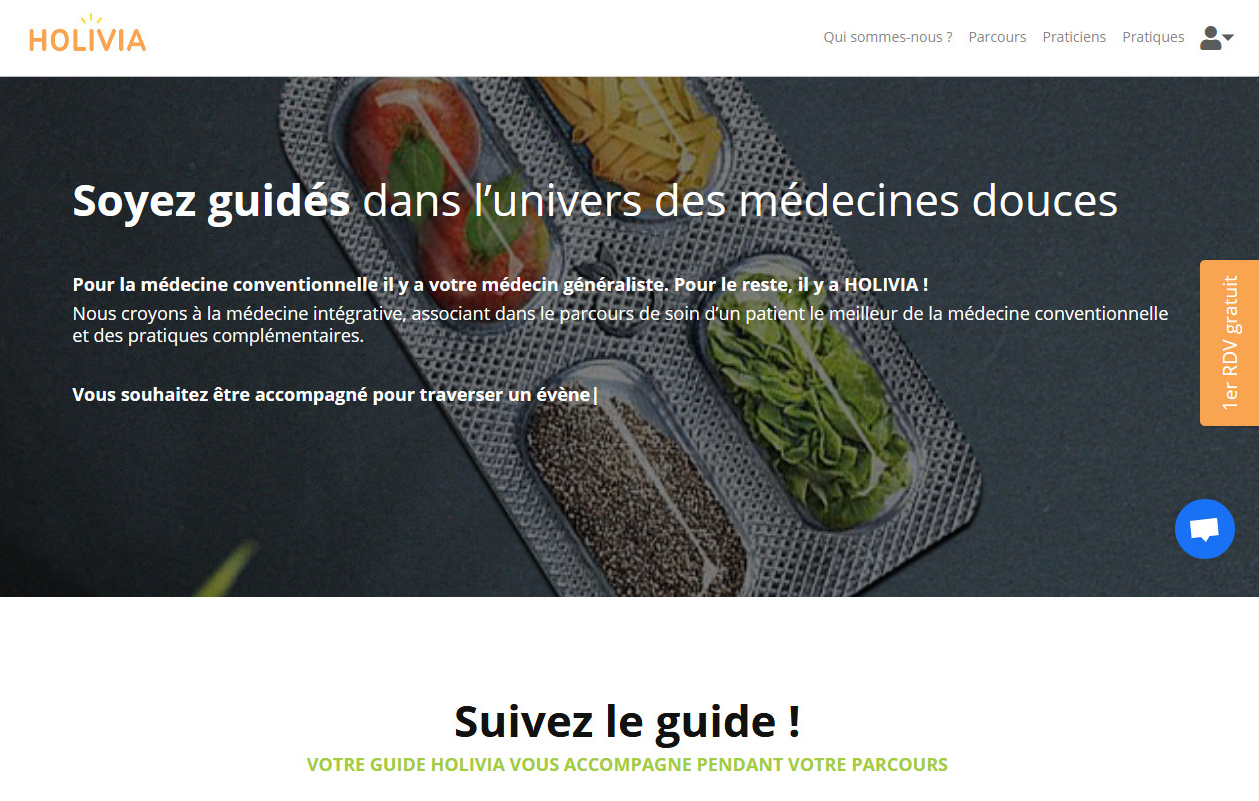 HOLIVIA
Qui sommes-nous ?
Parcours
Praticiens
Pratiques
Soyez guidés dans l’univers des médecines douces
Pour la médecine conventionnelle il y a votre médecin généraliste. Pour le reste, il y a HOLIVIA !
Nous croyons à la médecine intégrative, associant dans le parcours de soin d’un patient le meilleur de la médecine conventionnelle
et des pratiques complémentaires.
Vous souhaitez être accompagné pour traverser un évène|
1er RDV gratuit
Suivez le guide !
VOTRE GUIDE HOLIVIA VOUS ACCOMPAGNE PENDANT VOTRE PARCOURS